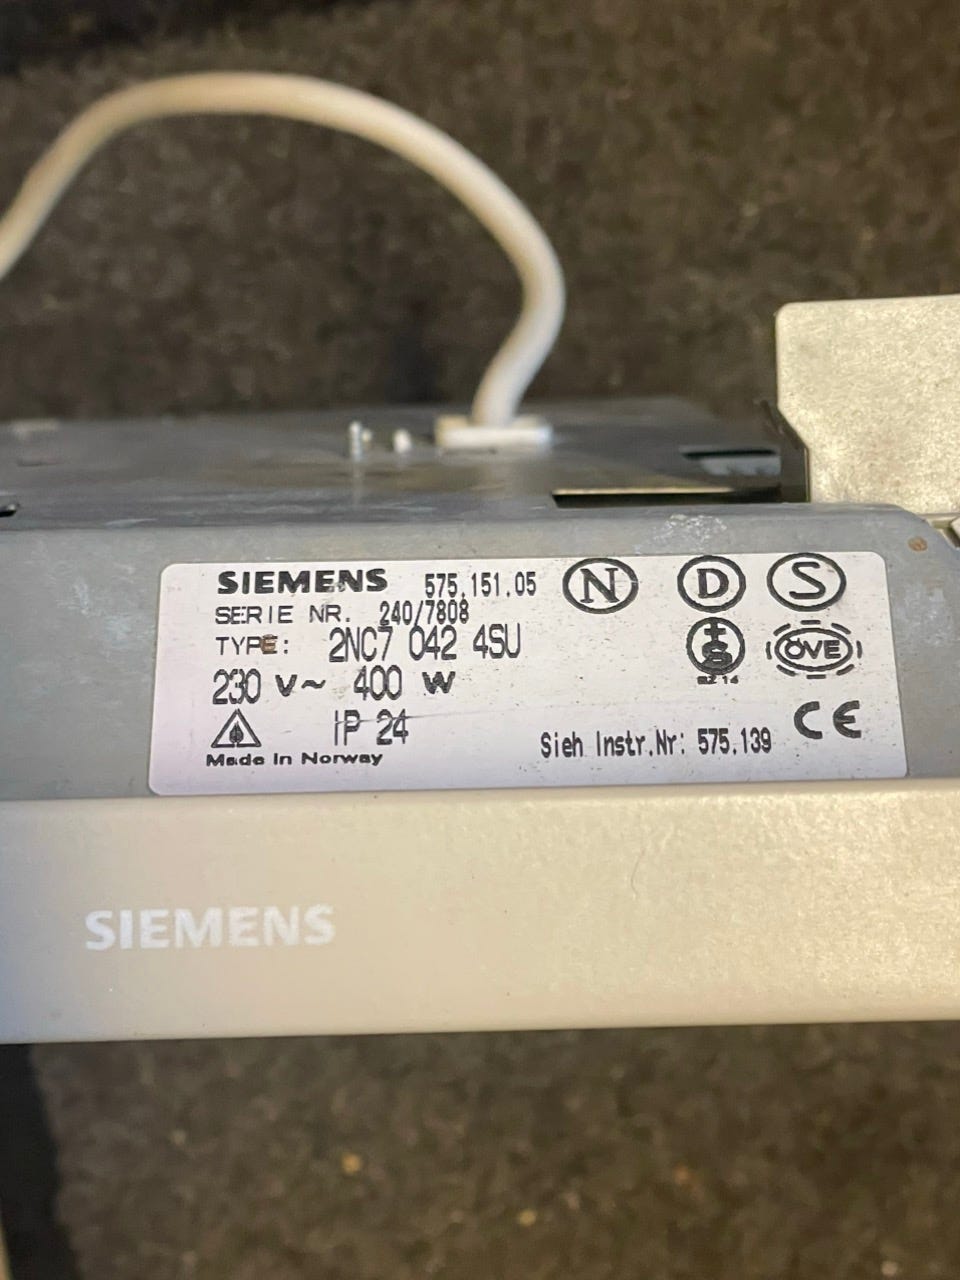 SIEMENS 575.151.05 N D S
SERIE NR. 240/7808
TYPE: 2NC7 042 4SU
230 V~ 400 W
ÖVE
IP 24
Made in Norway
Sieh Instr.Nr: 575.139 CE
SIEMENS